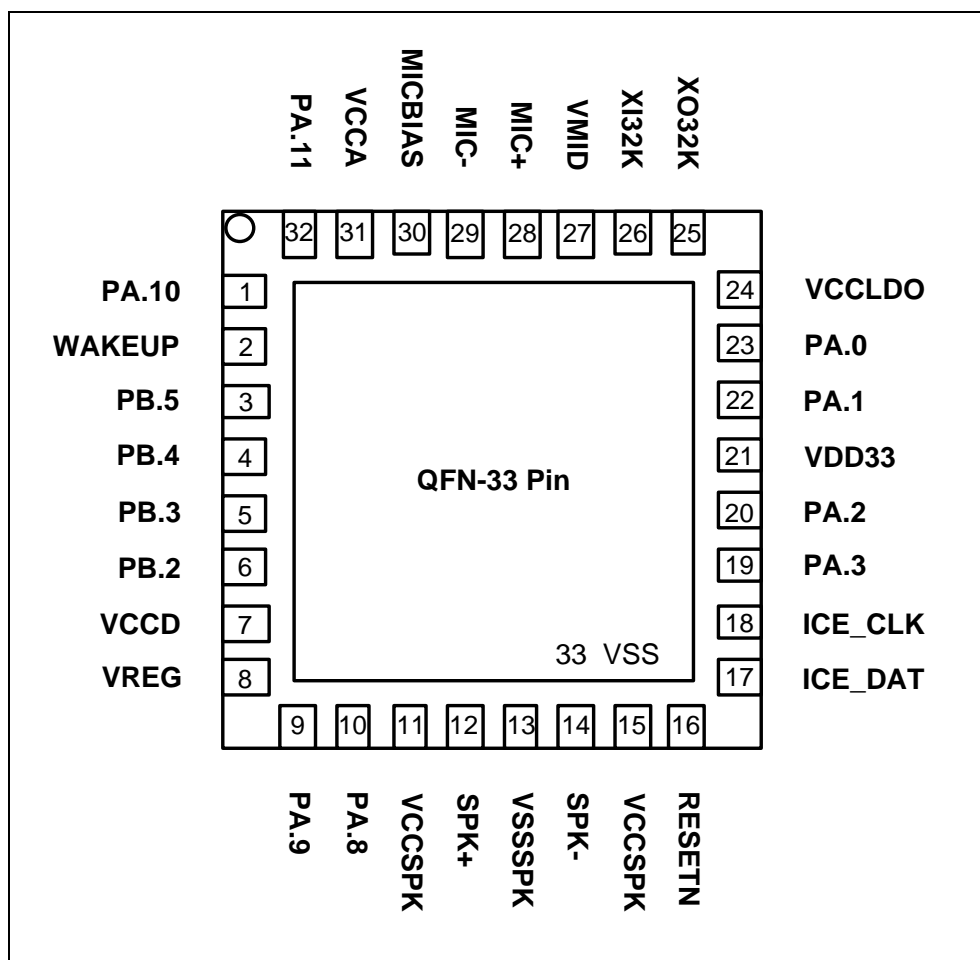 PA.11
VCCA
MICBIAS
MIC-
MIC+
VMID
XI32K
XO32K
32
31
30
29
28
27
26
25
PA.10 1
WAKEUP 2
PB.5 3
PB.4 4
PB.3 5
PB.2 6
VCCD 7
VREG 8
QFN-33 Pin
33 VSS
24 VCCLDO
23 PA.0
22 PA.1
21 VDD33
20 PA.2
19 PA.3
18 ICE_CLK
17 ICE_DAT
9
10
11
12
13
14
15
16
PA.9
PA.8
VCCSPK
SPK+
VSSSPK
SPK-
VCCSPK
RESETN